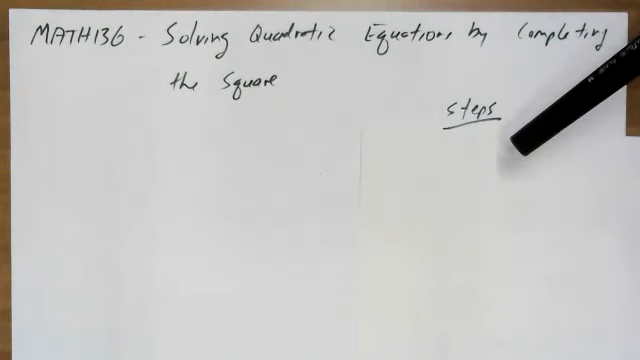 MATH136 - Solving Quadratic Equations by Completing
the Square
steps